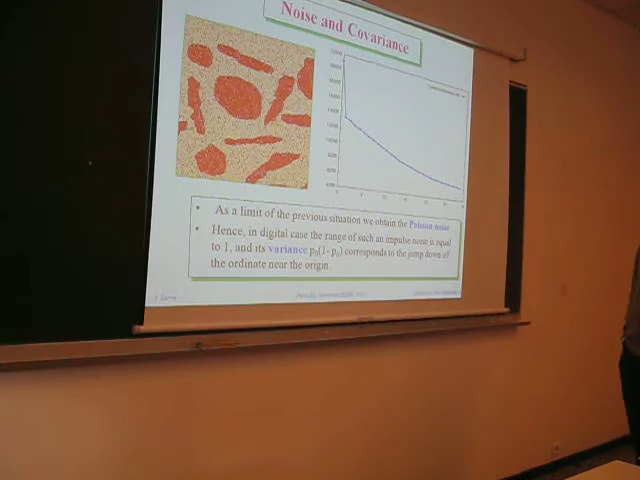 Noise and Covariance
• As a limit of the previous situation we obtain the Poisson noise
• Hence, in digital case the range of such an impulse noise is equal
to 1, and its variance p₀(1- p₀) corresponds to the jump down of
the ordinate near the origin.
J. Serra